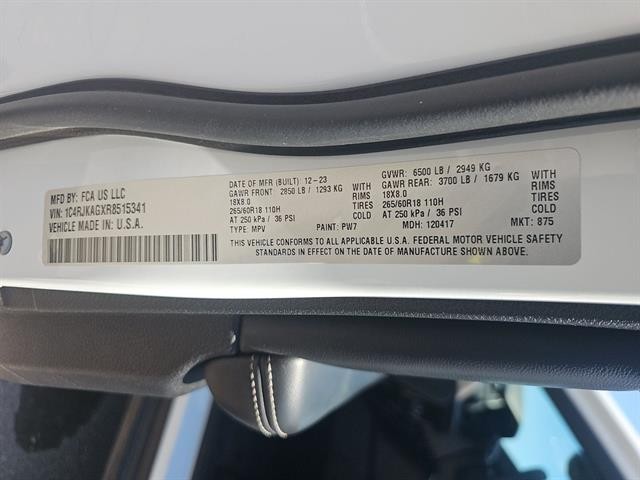 MFD BY: FCA US LLC
VIN: 1C4RJKAGXR8515341
VEHICLE MADE IN: U.S.A.
DATE OF MFR (BUILT) 12-23 GVWR: 6500 LB / 2949 KG
GAWR FRONT: 2850 LB / 1293 KG WITH GAWR REAR: 3700 LB / 1679 KG WITH
18X8.0 RIMS 18X8.0 RIMS
265/60R18 110H TIRES 265/60R18 110H TIRES
AT 250 kPa / 36 PSI COLD AT 250 kPa / 36 PSI COLD
TYPE: MPV PAINT: PW7 MDH: 120417 MKT: 875
THIS VEHICLE CONFORMS TO ALL APPLICABLE U.S.A. FEDERAL MOTOR VEHICLE SAFETY
STANDARDS IN EFFECT ON THE DATE OF MANUFACTURE SHOWN ABOVE.